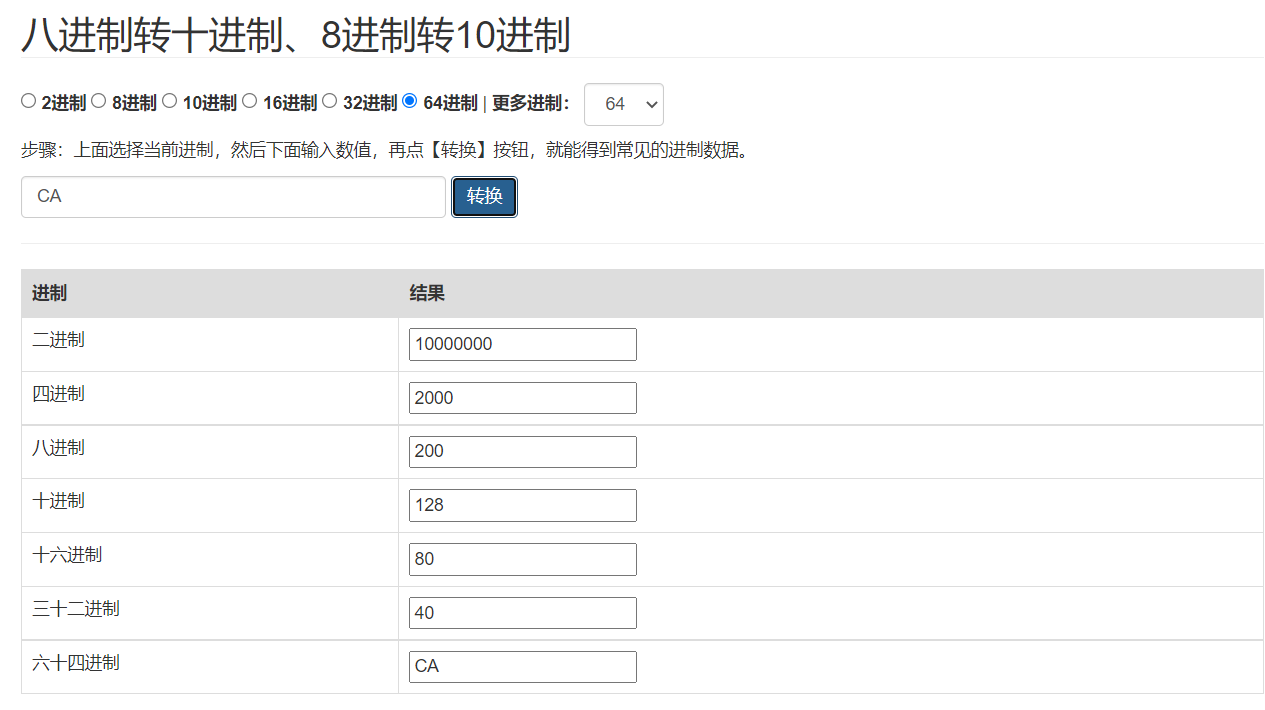 八进制转十进制、8进制转10进制
2进制 8进制 10进制 16进制 32进制 64进制 | 更多进制： 64
步骤：上面选择当前进制，然后下面输入数值，再点【转换】按钮，就能得到常见的进制数据。
CA 转换
进制 结果
二进制 10000000
四进制 2000
八进制 200
十进制 128
十六进制 80
三十二进制 40
六十四进制 CA